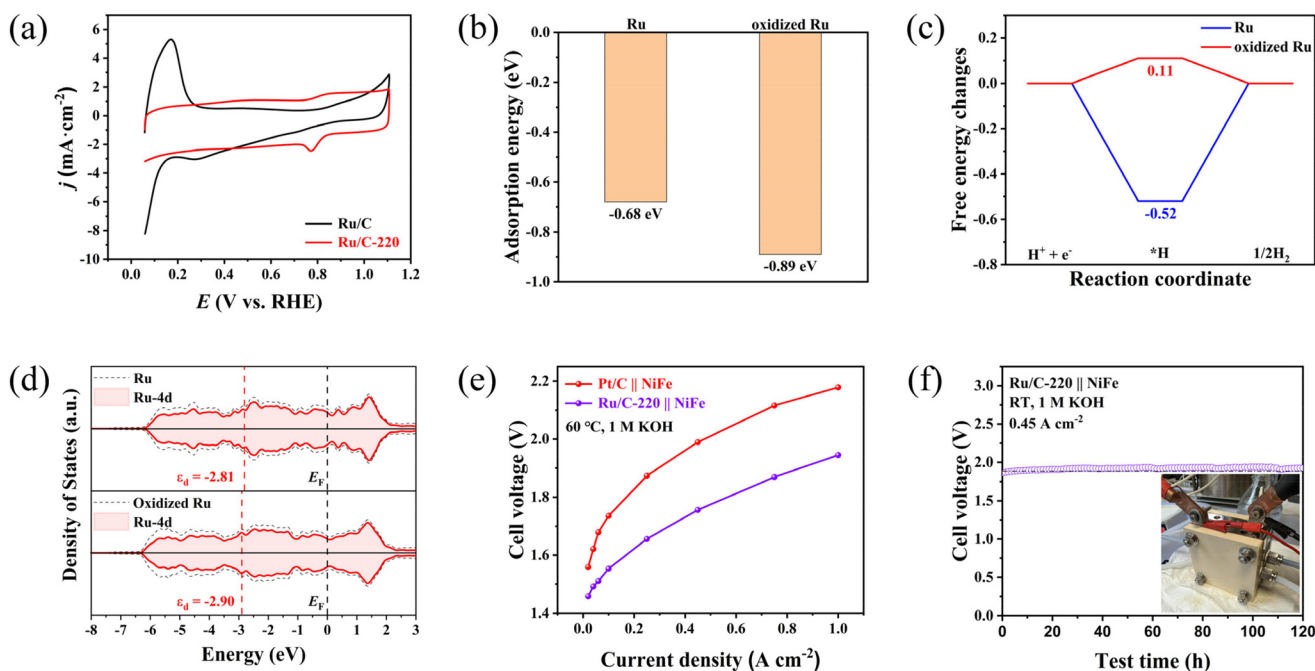 (a)
6
4
2
0
-2
-4
-6
-8
-10
j (mA·cm⁻²)
Ru/C
Ru/C-220
0.0 0.2 0.4 0.6 0.8 1.0 1.2
E (V vs. RHE)
(b)
Ru oxidized Ru
0.0
-0.2
-0.4
-0.6
-0.8
-1.0
Adsorption energy (eV)
-0.68 eV
-0.89 eV
(c)
Ru
oxidized Ru
0.2
0.0
-0.2
-0.4
-0.6
-0.8
Free energy changes
0.11
-0.52
H⁺ + e⁻ *H 1/2H₂
Reaction coordinate
(d)
Density of States (a.u.)
Ru
Ru-4d
ε_d = -2.81
E_F
Oxidized Ru
Ru-4d
ε_d = -2.90
E_F
-8 -7 -6 -5 -4 -3 -2 -1 0 1 2 3
Energy (eV)
(e)
Cell voltage (V)
2.2
2.0
1.8
1.6
1.4
Pt/C || NiFe
Ru/C-220 || NiFe
60 °C, 1 M KOH
0.0 0.2 0.4 0.6 0.8 1.0
Current density (A cm⁻²)
(f)
Cell voltage (V)
3.0
2.5
2.0
1.5
1.0
0.5
0.0
Ru/C-220 || NiFe
RT, 1 M KOH
0.45 A cm⁻²
0 20 40 60 80 100 120
Test time (h)